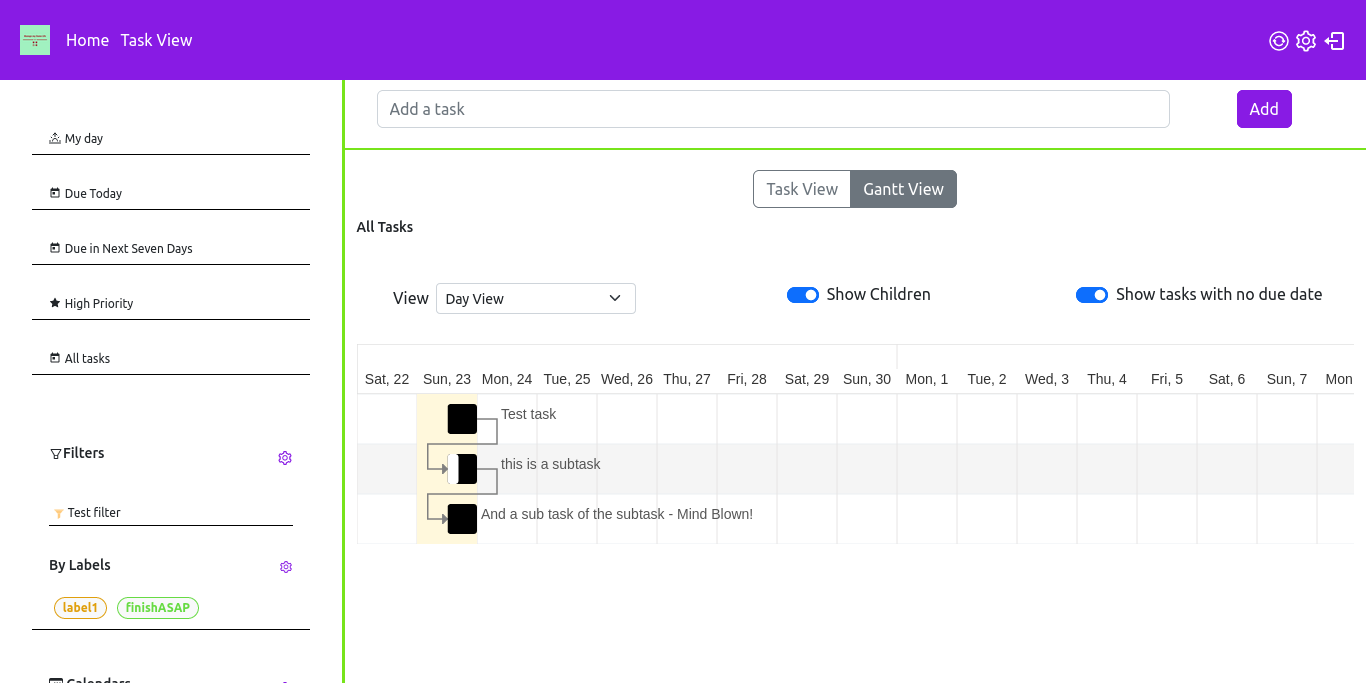 Home Task View
Add a task
Add
My day
Due Today
Due in Next Seven Days
High Priority
All tasks
Filters
Test filter
By Labels
label1 finishASAP
Calendars
Task View Gantt View
All Tasks
View Day View Show Children Show tasks with no due date
Sat, 22 Sun, 23 Mon, 24 Tue, 25 Wed, 26 Thu, 27 Fri, 28 Sat, 29 Sun, 30 Mon, 1 Tue, 2 Wed, 3 Thu, 4 Fri, 5 Sat, 6 Sun, 7 Mon
Test task
this is a subtask
And a sub task of the subtask - Mind Blown!